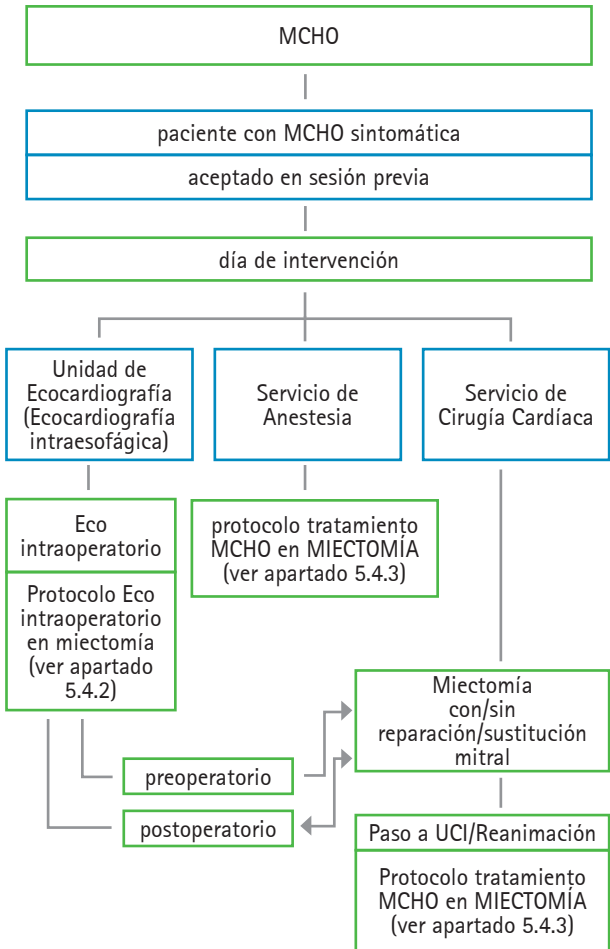 MCHO
paciente con MCHO sintomática
aceptado en sesión previa
día de intervención
Unidad de
Ecocardiografía
(Ecocardiografía
intraesofágica)
Servicio de
Anestesia
Servicio de
Cirugía Cardíaca
Eco
intraoperatorio
Protocolo Eco
intraoperatorio
en miectomía
(ver apartado
5.4.2)
protocolo tratamiento
MCHO en MIECTOMÍA
(ver apartado 5.4.3)
Miectomía
con/sin
reparación/sustitución
mitral
preoperatorio
postoperatorio
Paso a UCI/Reanimación
Protocolo tratamiento
MCHO en MIECTOMÍA
(ver apartado 5.4.3)